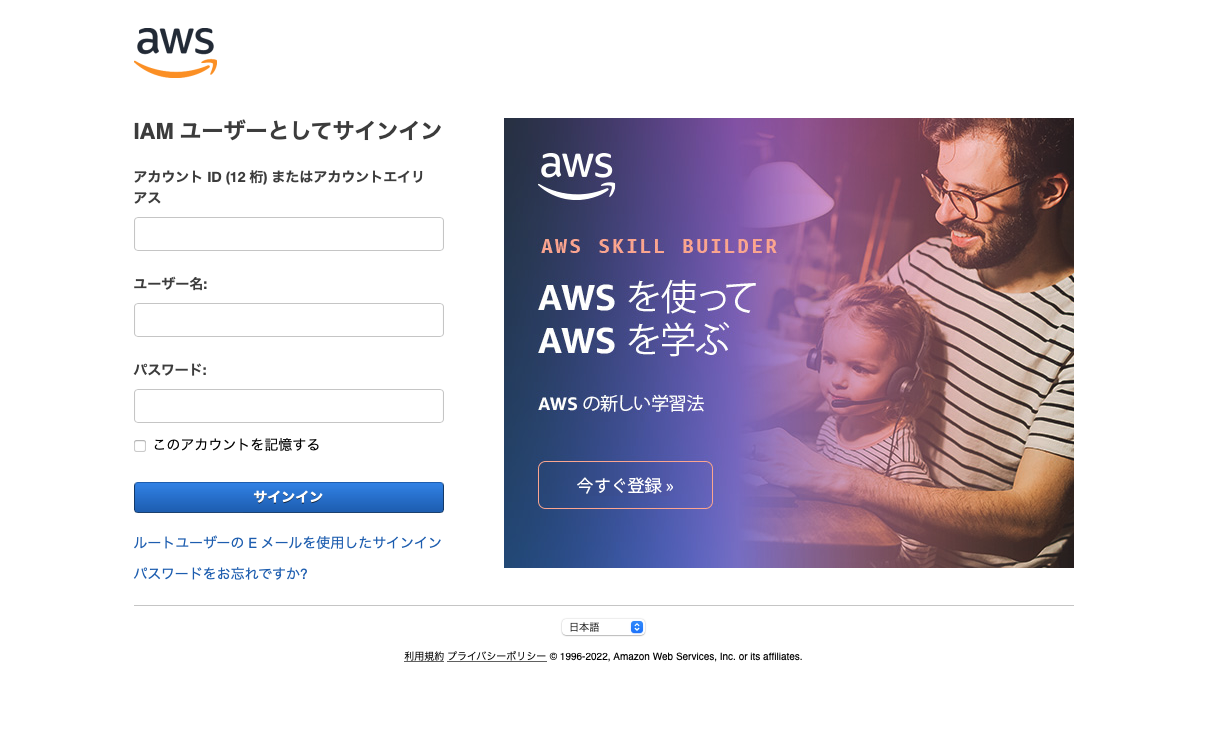 aws
IAM ユーザーとしてサインイン
アカウント ID (12 桁) またはアカウントエイリ
アス
ユーザー名:
パスワード:
このアカウントを記憶する
サインイン
ルートユーザーの E メールを使用したサインイン
パスワードをお忘れですか?
aws
AWS SKILL BUILDER
AWS を使って
AWS を学ぶ
AWS の新しい学習法
今すぐ登録 »
日本語
利用規約 プライバシーポリシー © 1996-2022, Amazon Web Services, Inc. or its affiliates.